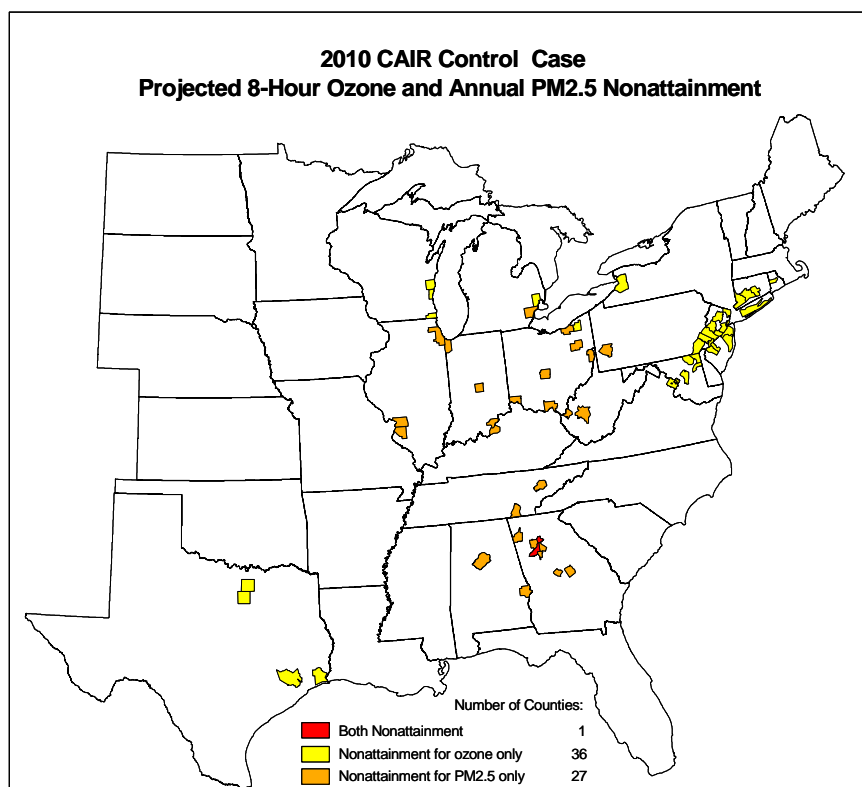 2010 CAIR Control Case
Projected 8-Hour Ozone and Annual PM2.5 Nonattainment
Number of Counties:
Both Nonattainment 1
Nonattainment for ozone only 36
Nonattainment for PM2.5 only 27